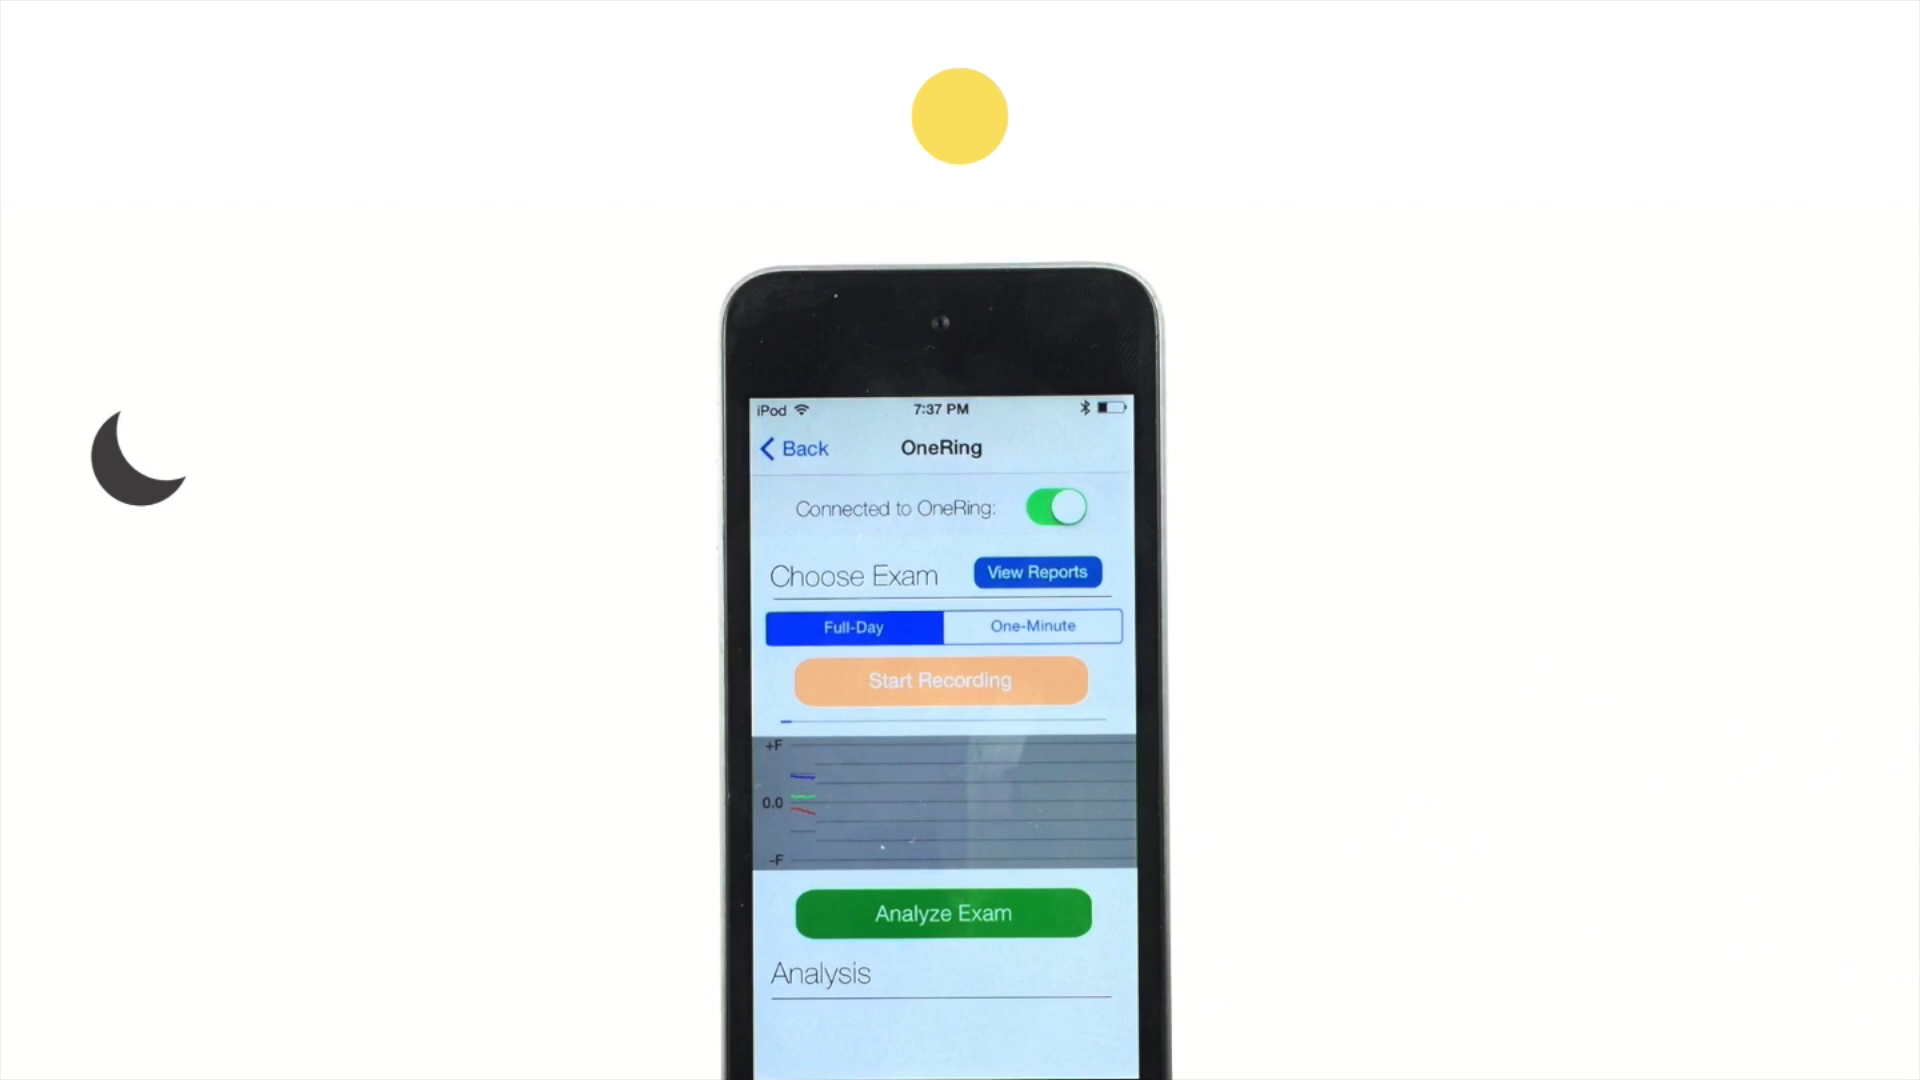 iPod 7:37 PM
Back OneRing
Connected to OneRing:
Choose Exam View Reports
Full-Day One-Minute
Start Recording
+F
0.0
-F
Analyze Exam
Analysis